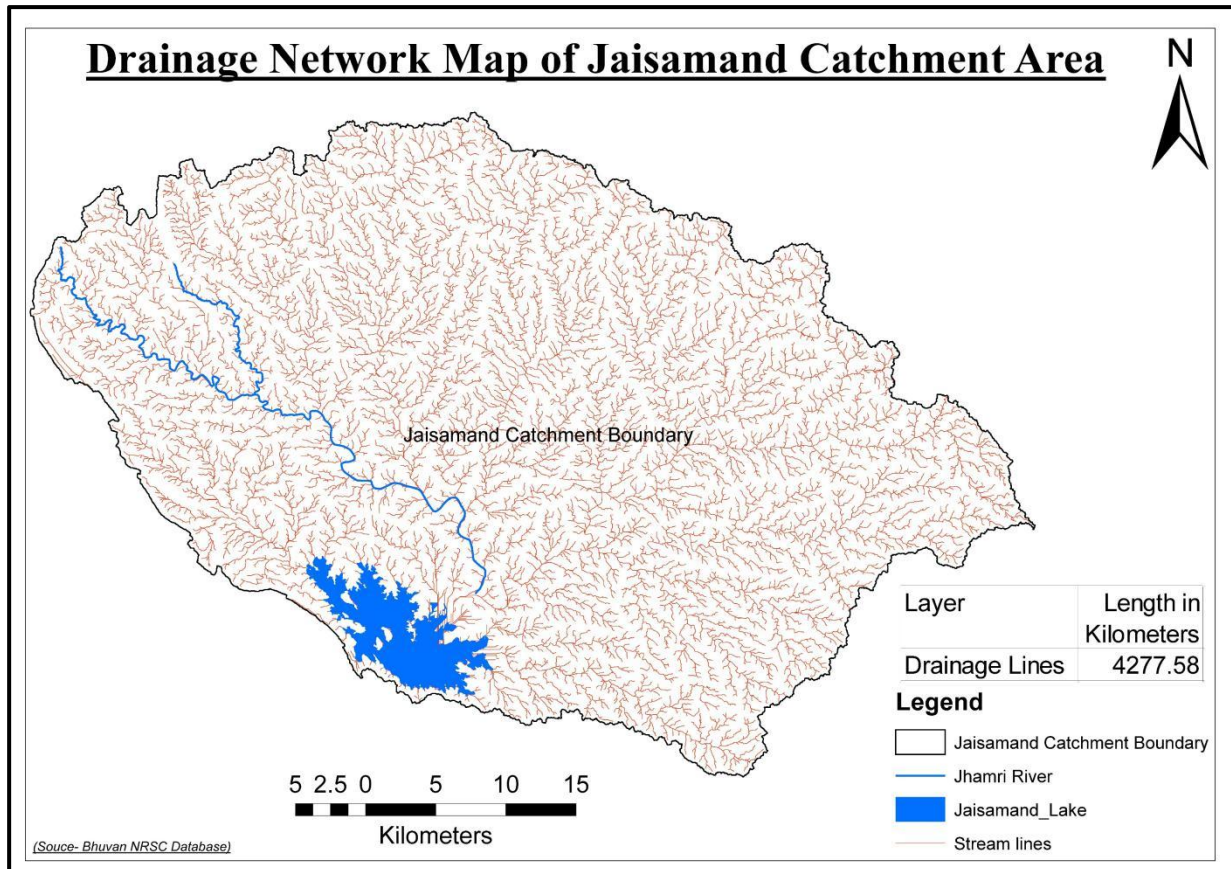 Drainage Network Map of Jaisamand Catchment Area
N
Jaisamand Catchment Boundary
Layer Length in
Kilometers
Drainage Lines 4277.58
Legend
Jaisamand Catchment Boundary
Jhamri River
Jaisamand_Lake
Stream lines
5 2.5 0 5 10 15
Kilometers
(Souce- Bhuvan NRSC Database)